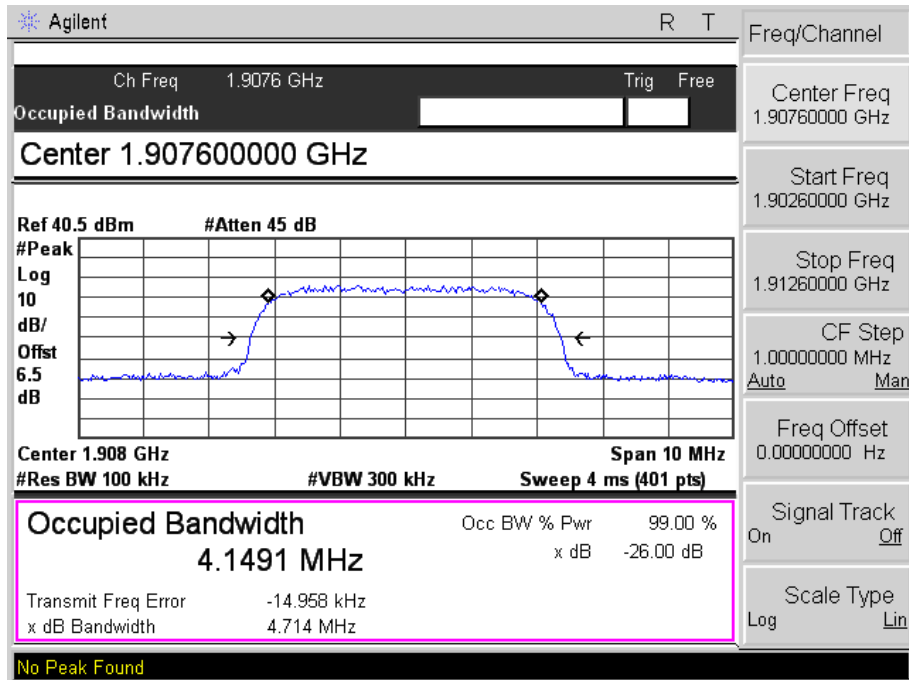 Agilent R T
Ch Freq 1.9076 GHz Trig Free
Occupied Bandwidth
Center 1.907600000 GHz
Ref 40.5 dBm #Atten 45 dB
#Peak
Log
10
dB/
Offst
6.5
dB
Center 1.908 GHz Span 10 MHz
#Res BW 100 kHz #VBW 300 kHz Sweep 4 ms (401 pts)
Occupied Bandwidth Occ BW % Pwr 99.00 %
4.1491 MHz x dB -26.00 dB
Transmit Freq Error -14.958 kHz
x dB Bandwidth 4.714 MHz
No Peak Found
Freq/Channel
Center Freq
1.90760000 GHz
Start Freq
1.90260000 GHz
Stop Freq
1.91260000 GHz
CF Step
1.00000000 MHz
Auto Man
Freq Offset
0.00000000 Hz
Signal Track
On Off
Scale Type
Log Lin